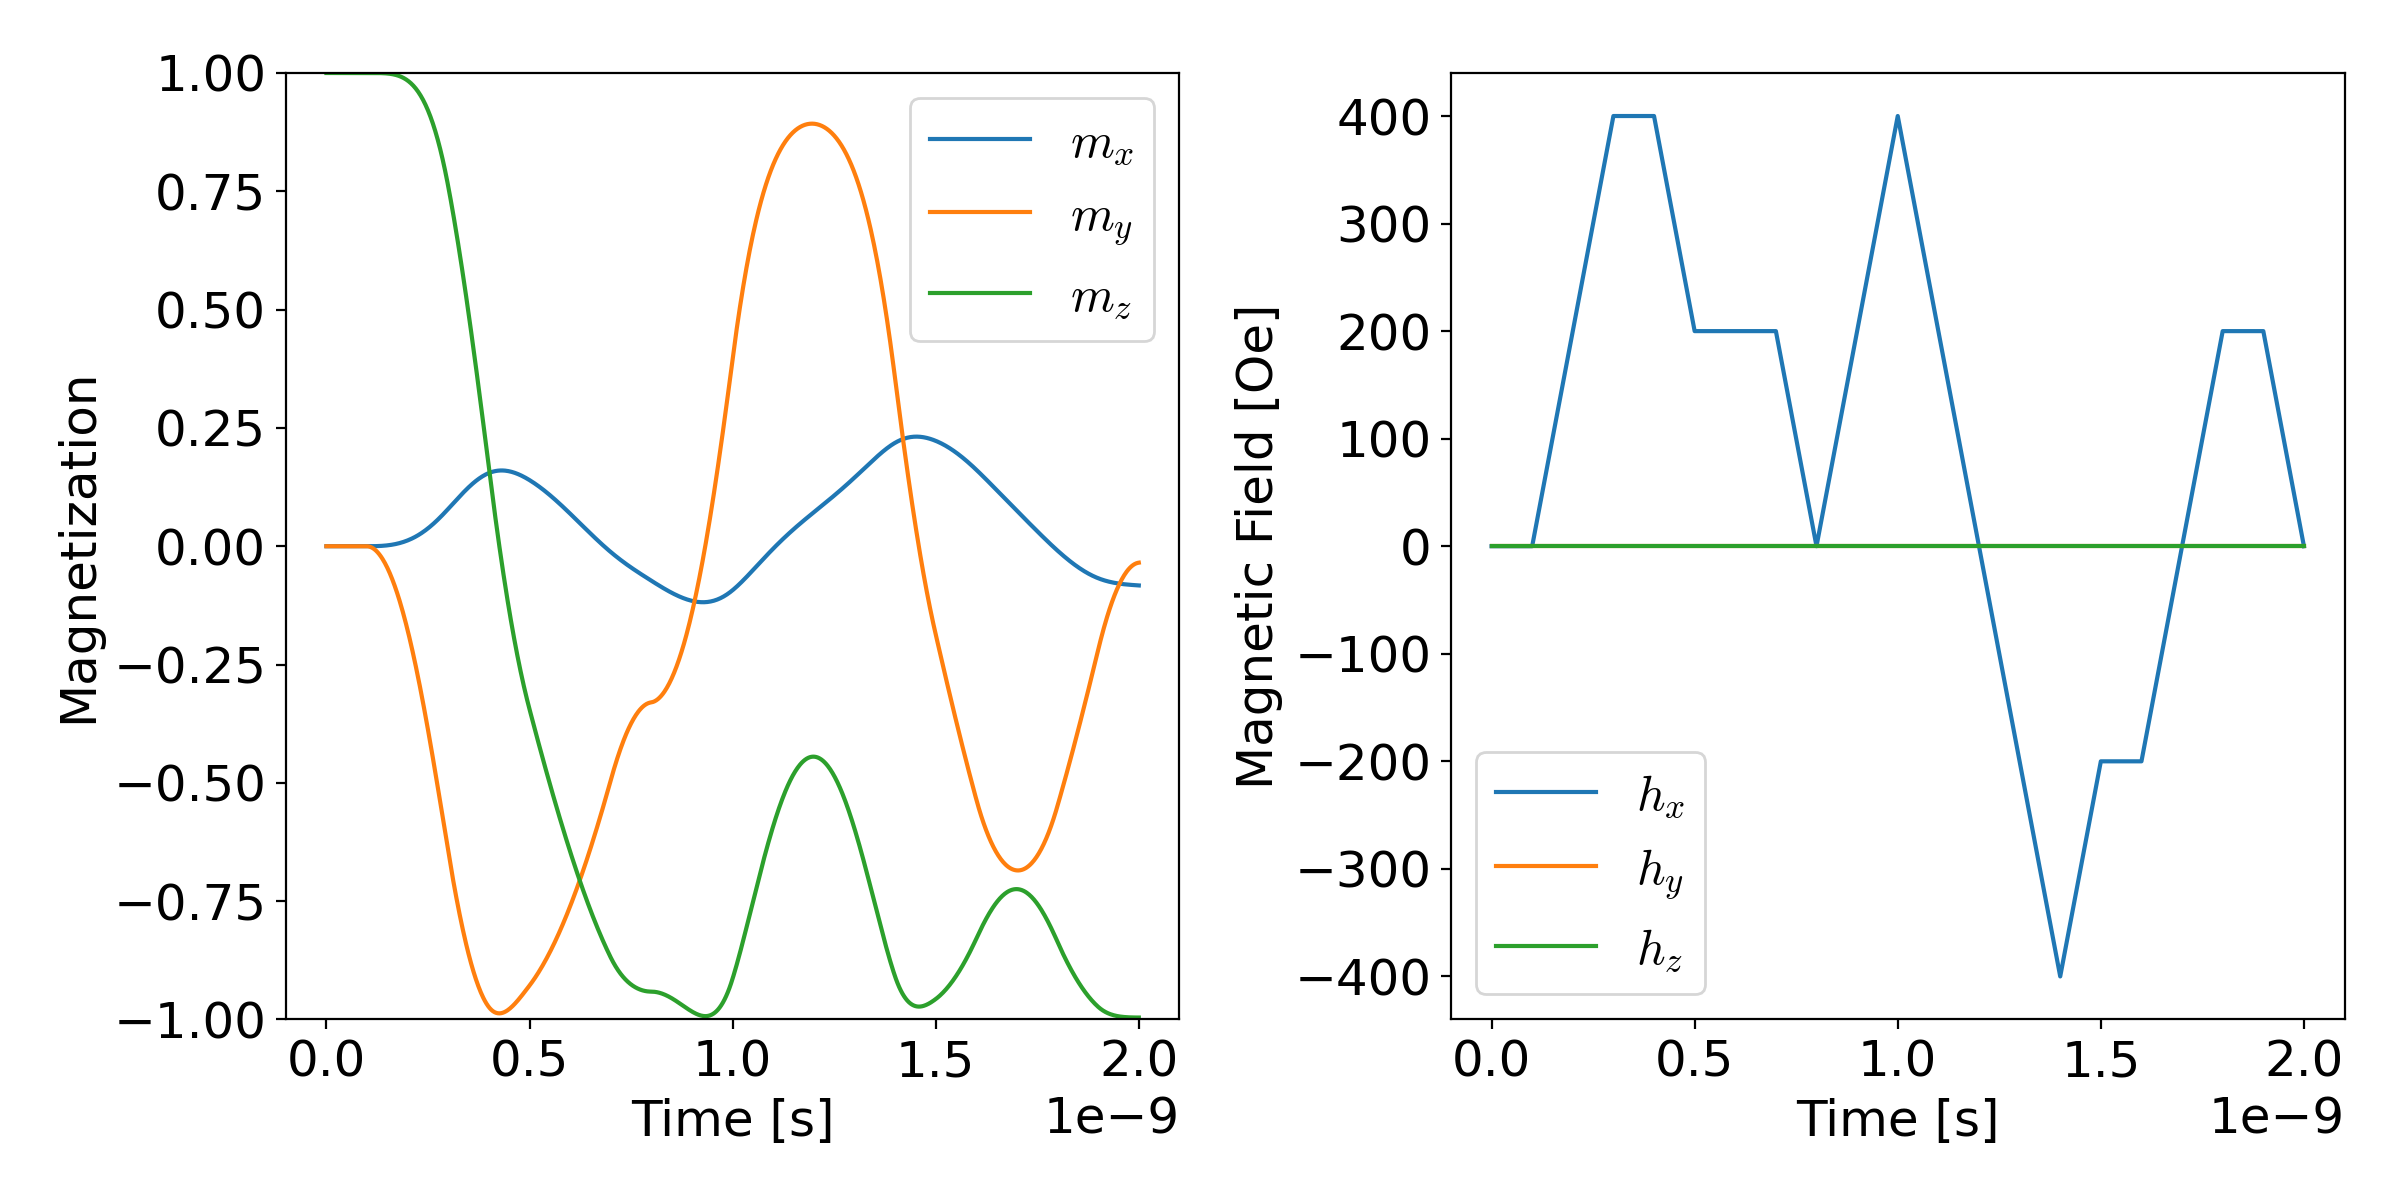 Magnetization
1.00
0.75
0.50
0.25
0.00
−0.25
−0.50
−0.75
−1.00
m_x
m_y
m_z
0.0 0.5 1.0 1.5 2.0
Time [s]
1e−9
Magnetic Field [Oe]
400
300
200
100
0
−100
−200
−300
−400
h_x
h_y
h_z
0.0 0.5 1.0 1.5 2.0
Time [s]
1e−9